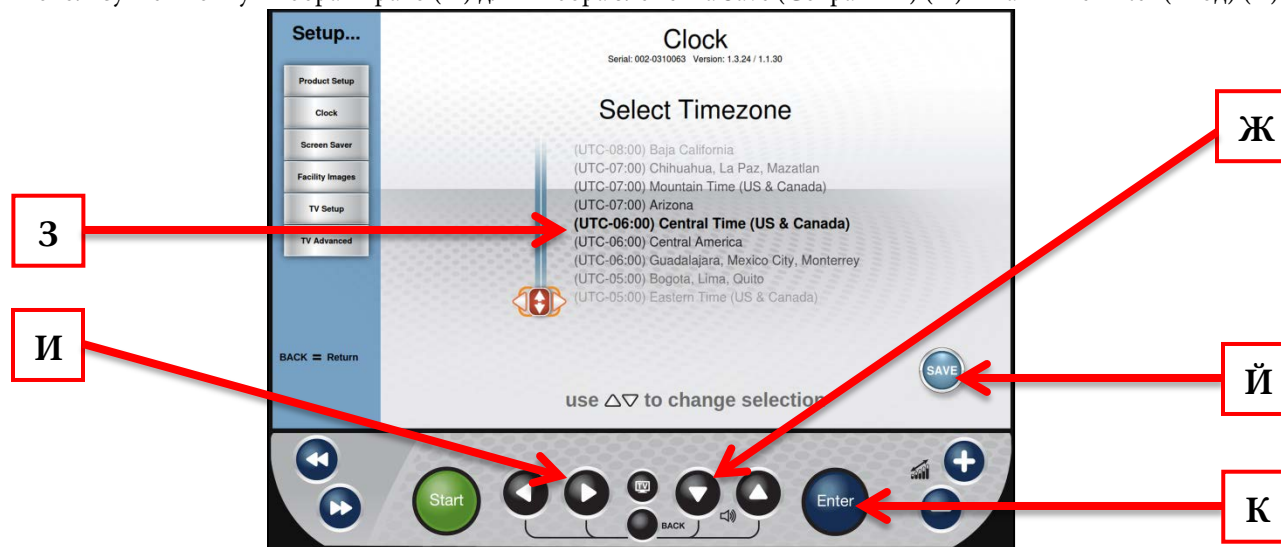 Setup...
Clock
Serial: 002-0310063 Version: 1.3.24 / 1.1.30
Product Setup
Clock
Screen Saver
Facility Images
TV Setup
TV Advanced
Select Timezone
(UTC-08:00) Baja California
(UTC-07:00) Chihuahua, La Paz, Mazatlan
(UTC-07:00) Mountain Time (US & Canada)
(UTC-07:00) Arizona
(UTC-06:00) Central Time (US & Canada)
(UTC-06:00) Central America
(UTC-06:00) Guadalajara, Mexico City, Monterrey
(UTC-05:00) Bogota, Lima, Quito
(UTC-05:00) Eastern Time (US & Canada)
Ж
З
И
BACK = Return
SAVE
Й
use △▽ to change selection
Start
TV
BACK
Enter
К